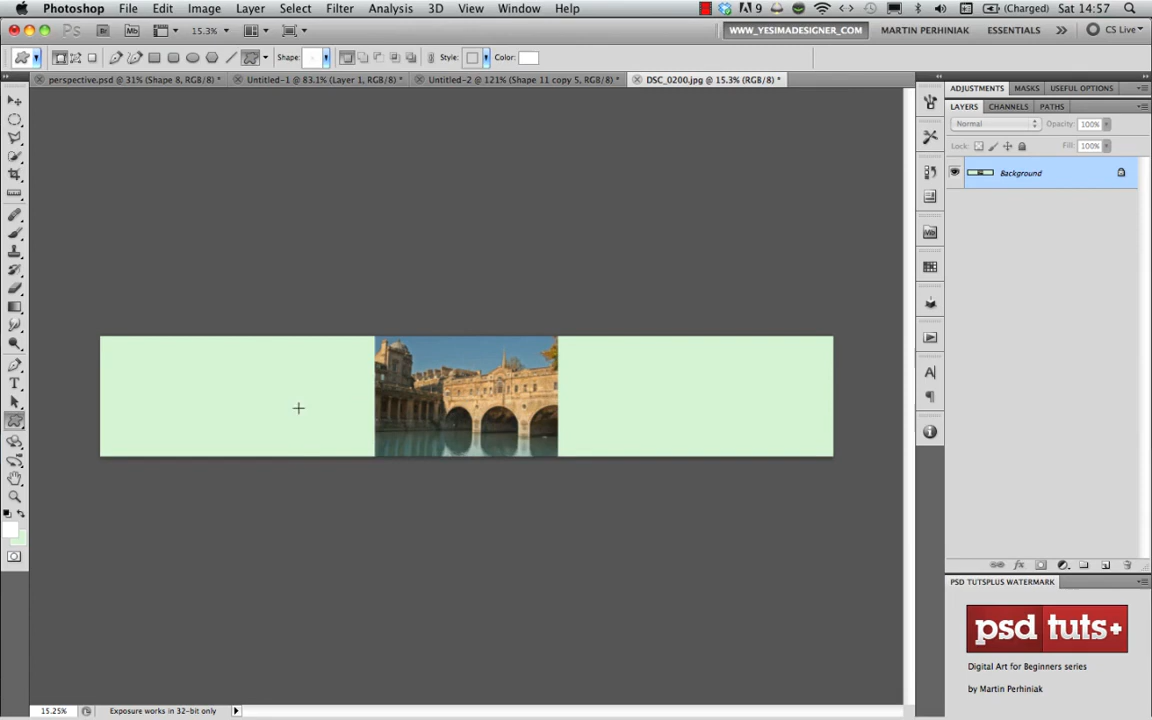 Photoshop File Edit Image Layer Select Filter Analysis 3D View Window Help A 9 (Charged) Sat 14:57
Br Mb 15.3% WWW_YESIMADESIGNER_COM MARTIN PERHINIAK ESSENTIALS CS Live
Shape: Style: Color:
perspective.psd @ 31% (Shape 8, RGB/8) * Untitled-1 @ 83.1% (Layer 1, RGB/8) * Untitled-2 @ 121% (Shape 11 copy 5, RGB/8) * DSC_0200.jpg @ 15.3% (RGB/8) *
ADJUSTMENTS MASKS USEFUL OPTIONS
LAYERS CHANNELS PATHS
Normal Opacity: 100%
Lock: Fill: 100%
Background
PSD TUTSPLUS WATERMARK
psd tuts+
Digital Art for Beginners series
by Martin Perhiniak
15.25% Exposure works in 32-bit only